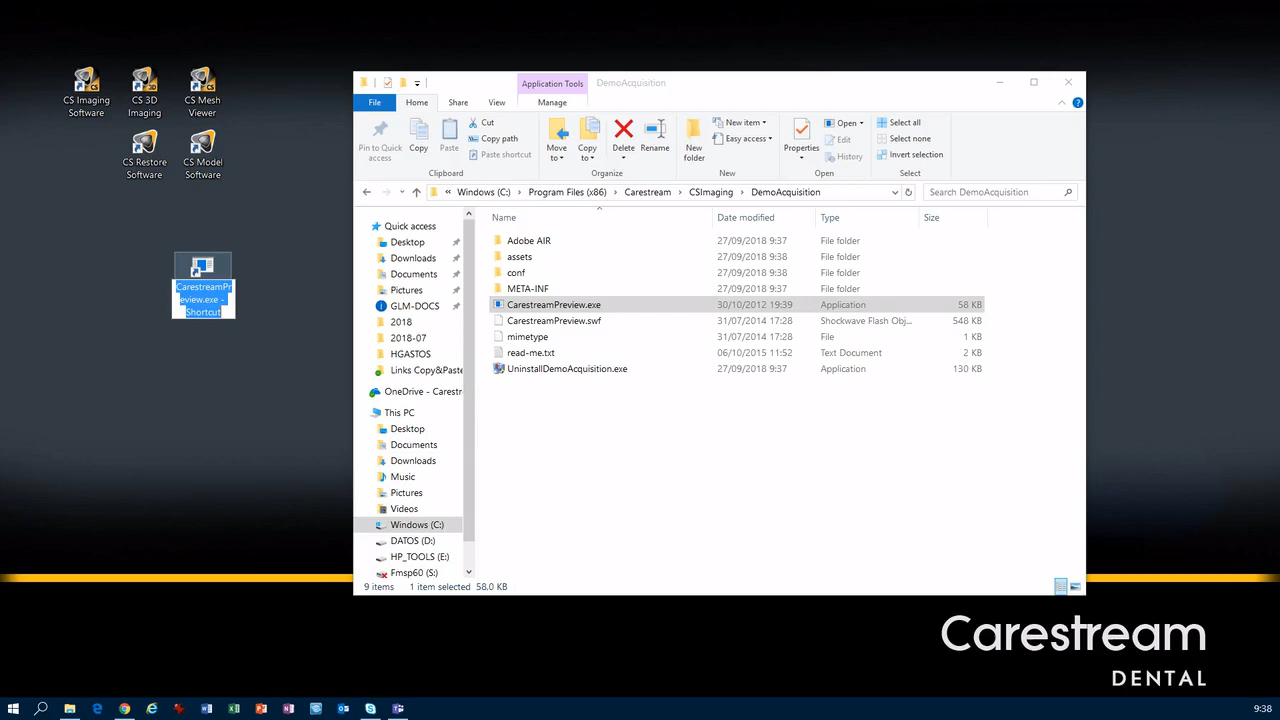 CS Imaging
Software
CS 3D
Imaging
CS Mesh
Viewer
CS Restore
Software
CS Model
Software
CarestreamPr
eview.exe -
Shortcut
Application Tools
DemoAcquisition
File
Home
Share
View
Manage
Pin to Quick
access
Copy
Paste
Cut
Copy path
Paste shortcut
Clipboard
Move
to
Copy
to
Delete
Rename
Organize
New
folder
New item
Easy access
New
Properties
Open
Edit
History
Open
Select all
Select none
Invert selection
Select
« Windows (C:) > Program Files (x86) > Carestream > CSImaging > DemoAcquisition
Search DemoAcquisition
Quick access
Desktop
Downloads
Documents
Pictures
GLM-DOCS
2018
2018-07
HGASTOS
Links Copy&Paste
OneDrive - Carestr
This PC
Desktop
Documents
Downloads
Music
Pictures
Videos
Windows (C:)
DATOS (D:)
HP_TOOLS (E:)
Fmsp60 (S:)
Name Date modified Type Size
Adobe AIR 27/09/2018 9:37 File folder
assets 27/09/2018 9:38 File folder
conf 27/09/2018 9:38 File folder
META-INF 27/09/2018 9:37 File folder
CarestreamPreview.exe 30/10/2012 19:39 Application 58 KB
CarestreamPreview.swf 31/07/2014 17:28 Shockwave Flash Obj... 548 KB
mimetype 31/07/2014 17:28 File 1 KB
read-me.txt 06/10/2015 11:52 Text Document 2 KB
UninstallDemoAcquisition.exe 27/09/2018 9:37 Application 130 KB
9 items 1 item selected 58.0 KB
Carestream
DENTAL
9:38